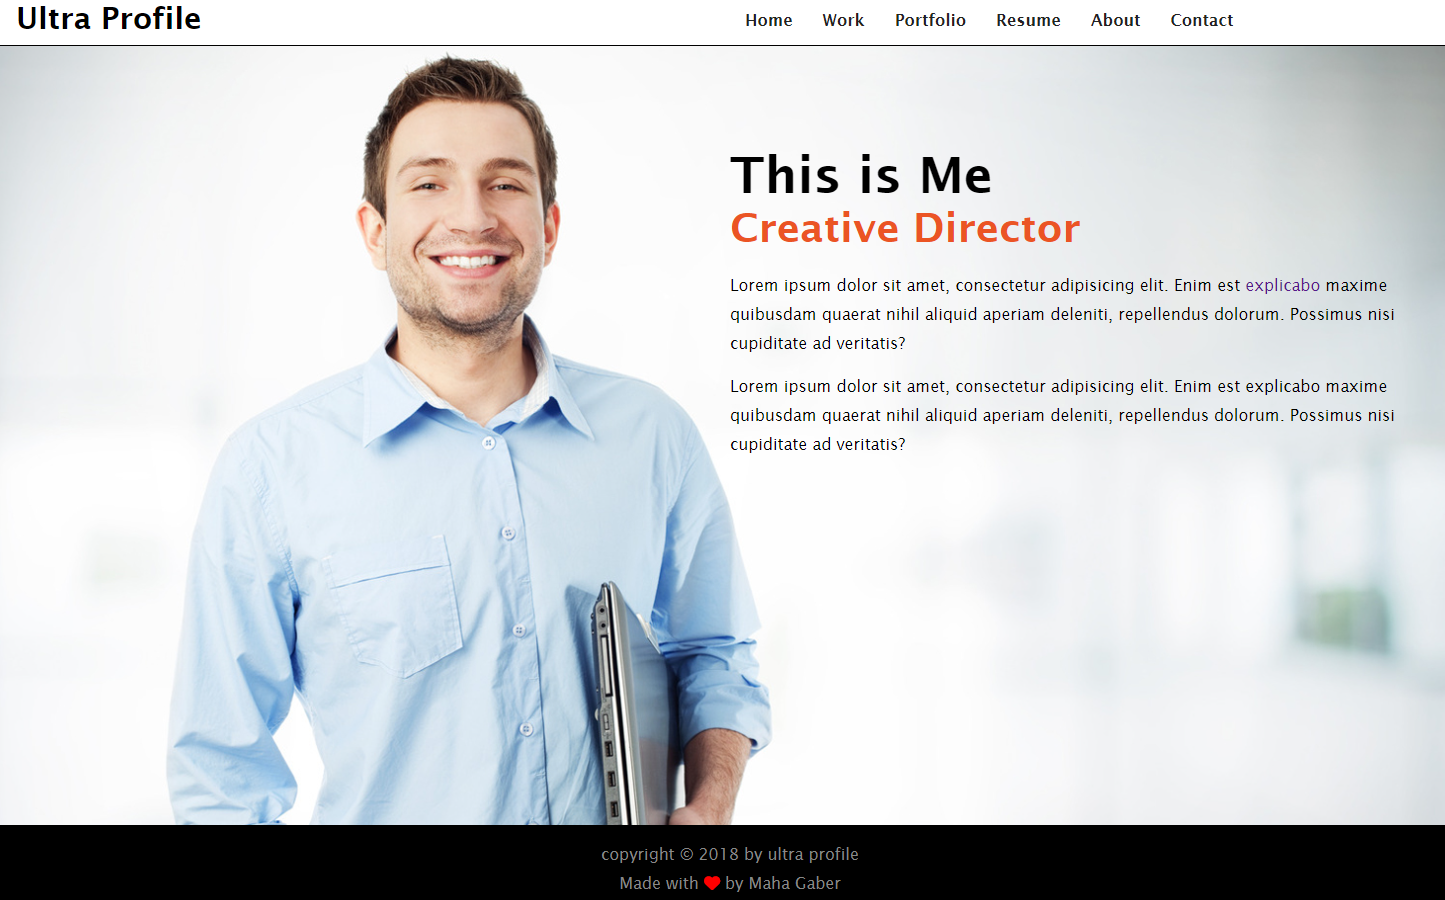 Ultra Profile
Home Work Portfolio Resume About Contact
This is Me
Creative Director
Lorem ipsum dolor sit amet, consectetur adipisicing elit. Enim est explicabo maxime
quibusdam quaerat nihil aliquid aperiam deleniti, repellendus dolorum. Possimus nisi
cupiditate ad veritatis?
Lorem ipsum dolor sit amet, consectetur adipisicing elit. Enim est explicabo maxime
quibusdam quaerat nihil aliquid aperiam deleniti, repellendus dolorum. Possimus nisi
cupiditate ad veritatis?
copyright © 2018 by ultra profile
Made with ❤ by Maha Gaber